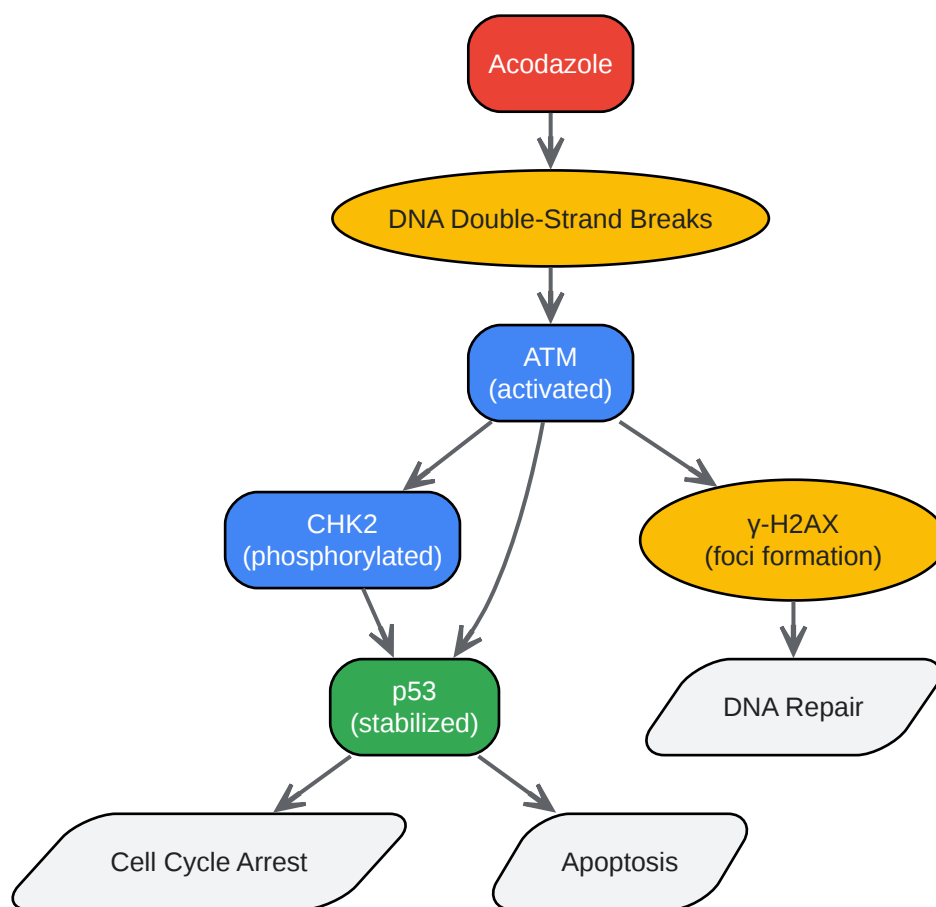 Acodazole
DNA Double-Strand Breaks
ATM
(activated)
CHK2
(phosphorylated)
γ-H2AX
(foci formation)
p53
(stabilized)
DNA Repair
Cell Cycle Arrest
Apoptosis